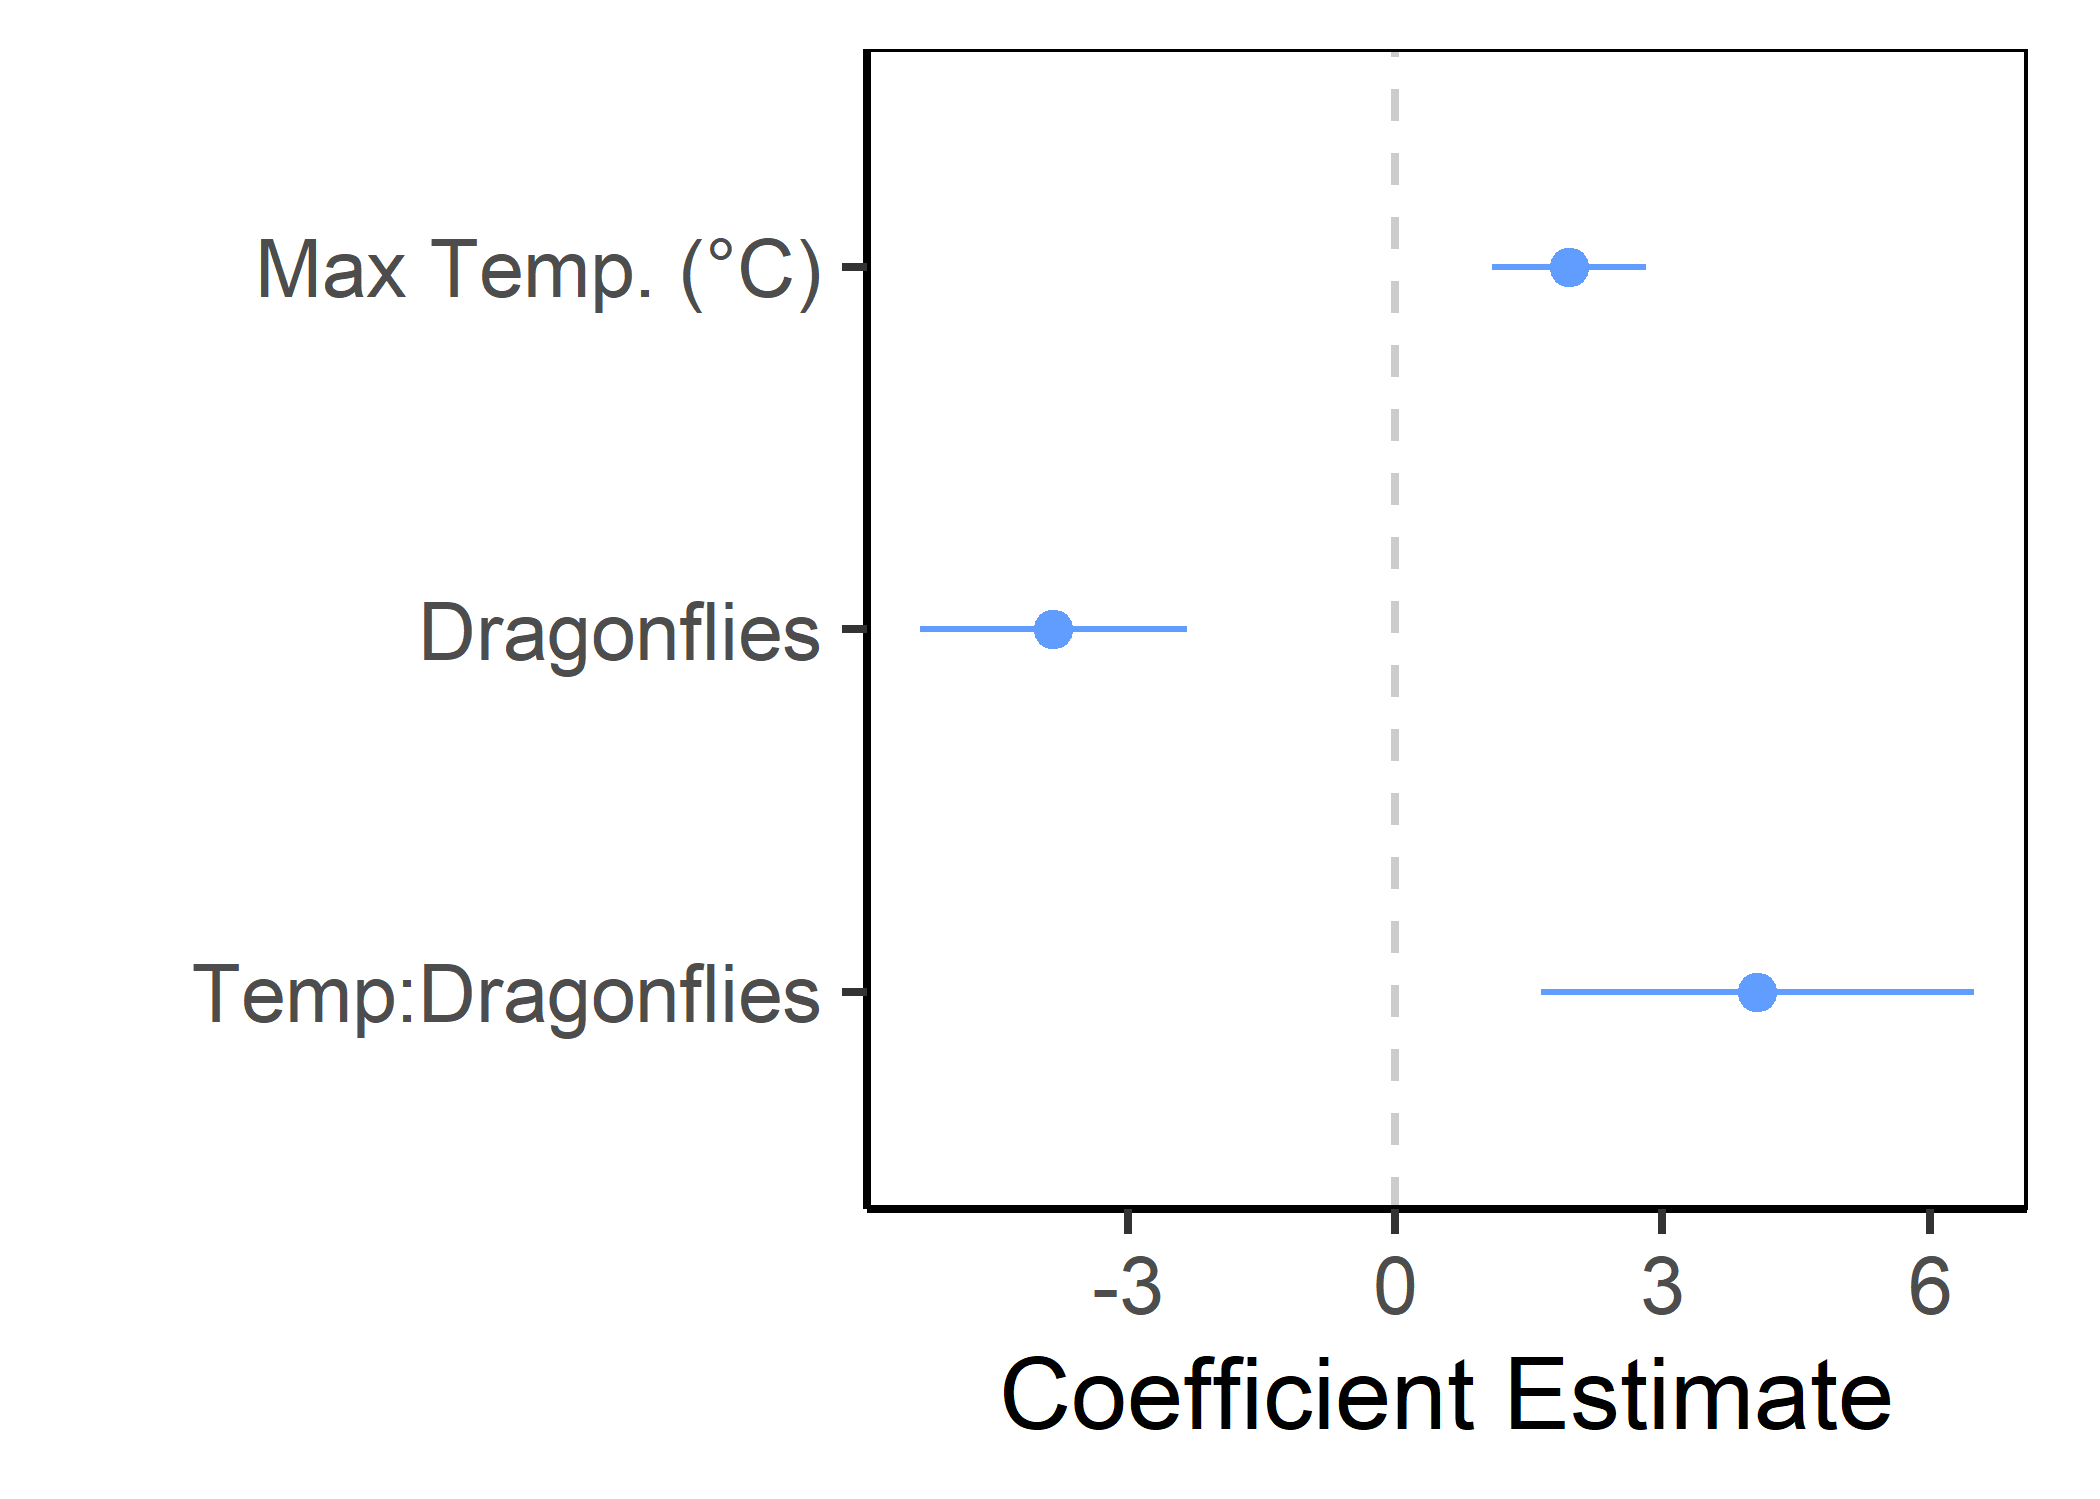 Max Temp. (°C)
Dragonflies
Temp:Dragonflies
-3 0 3 6
Coefficient Estimate